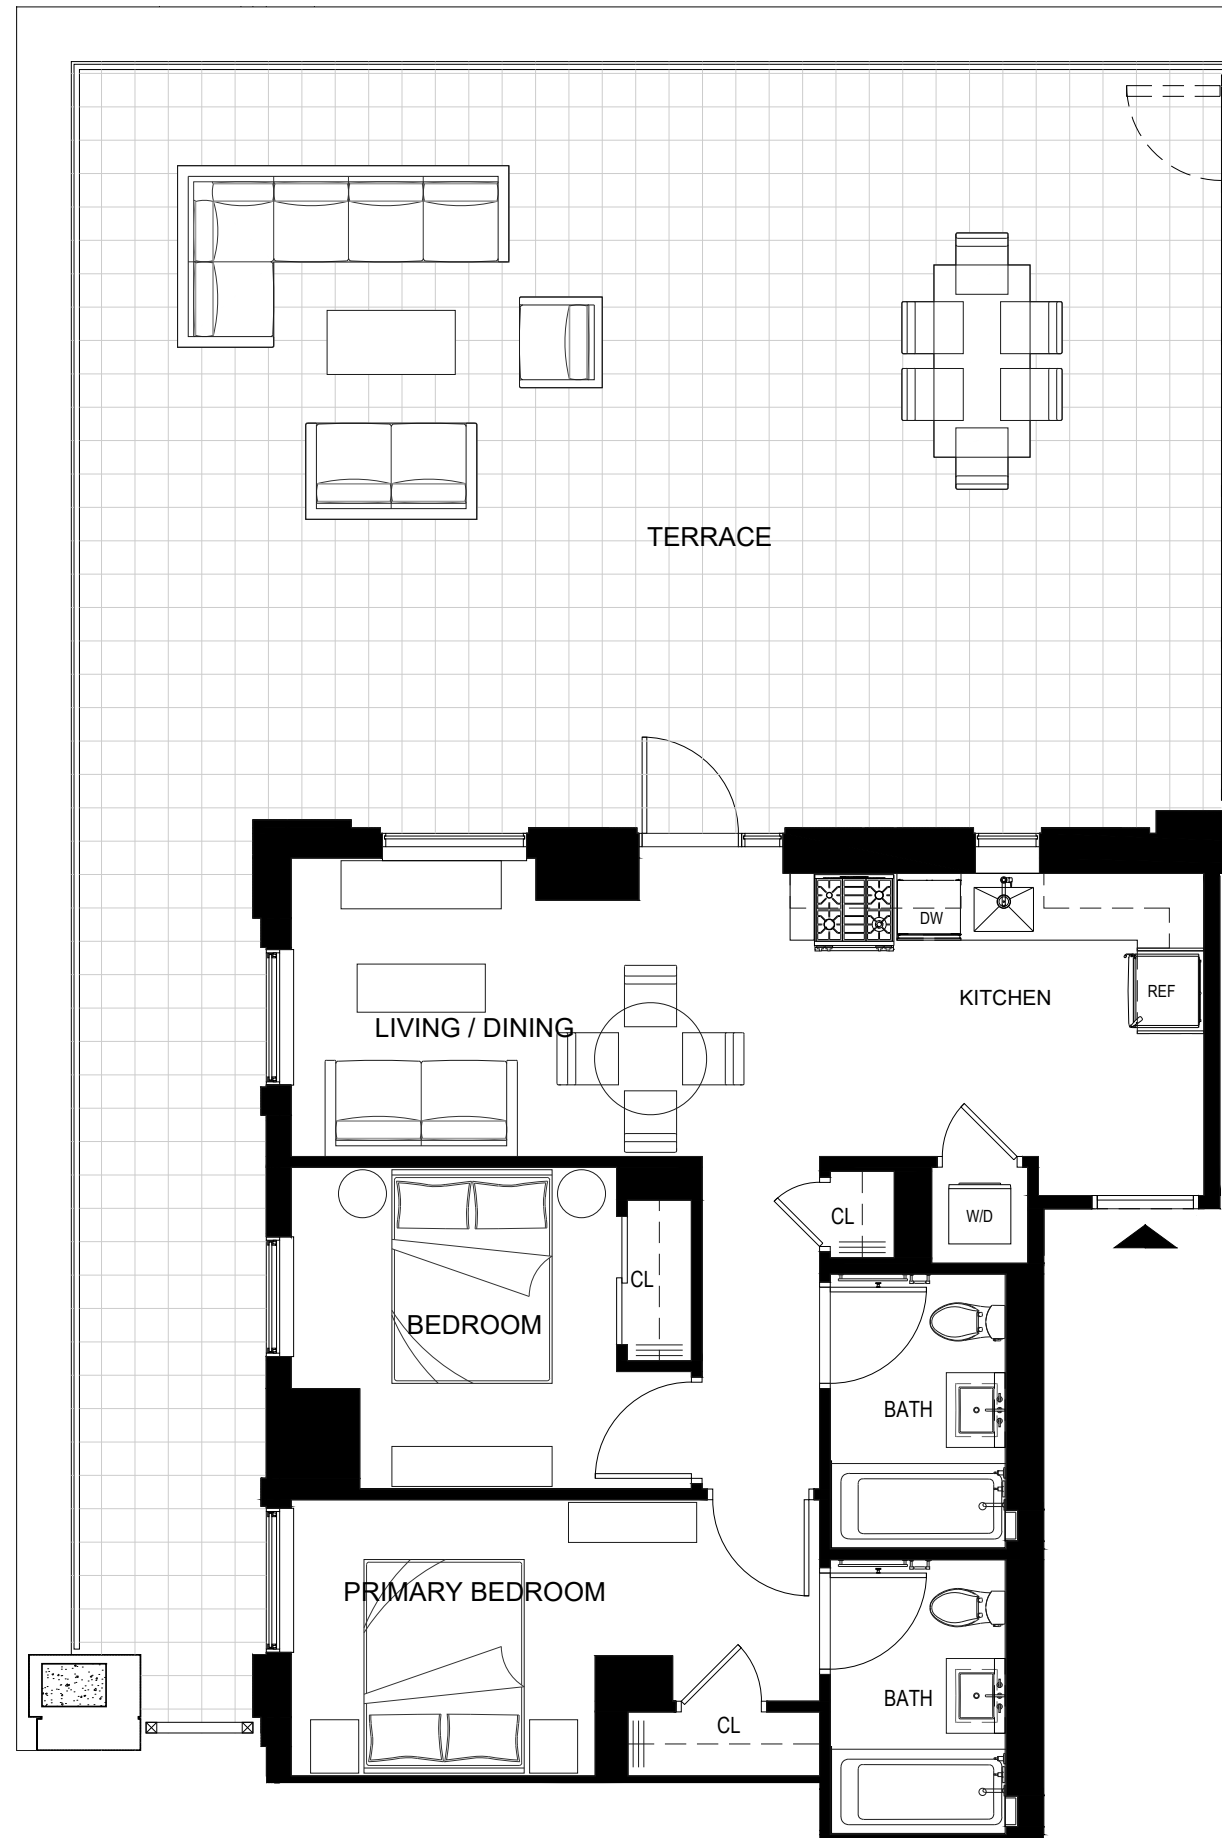 TERRACE
DW
KITCHEN
REF
LIVING / DINING
CL
W/D
CL
BEDROOM
BATH
PRIMARY BEDROOM
BATH
CL